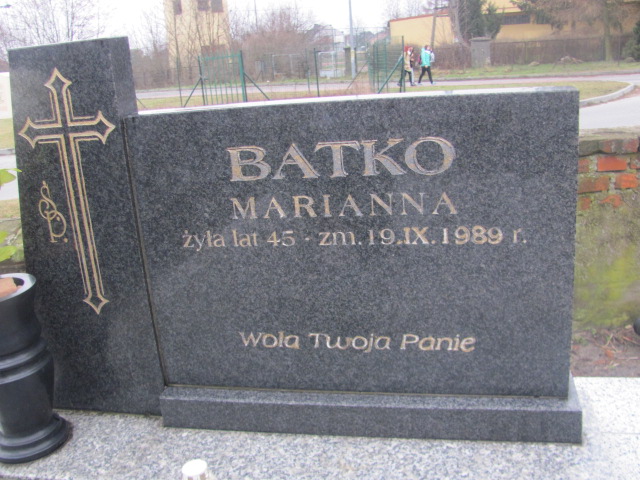 Ś.P.
BATKO
MARIANNA
żyła lat 45 · zm. 19.IX.1989 r.
Wola Twoja Panie